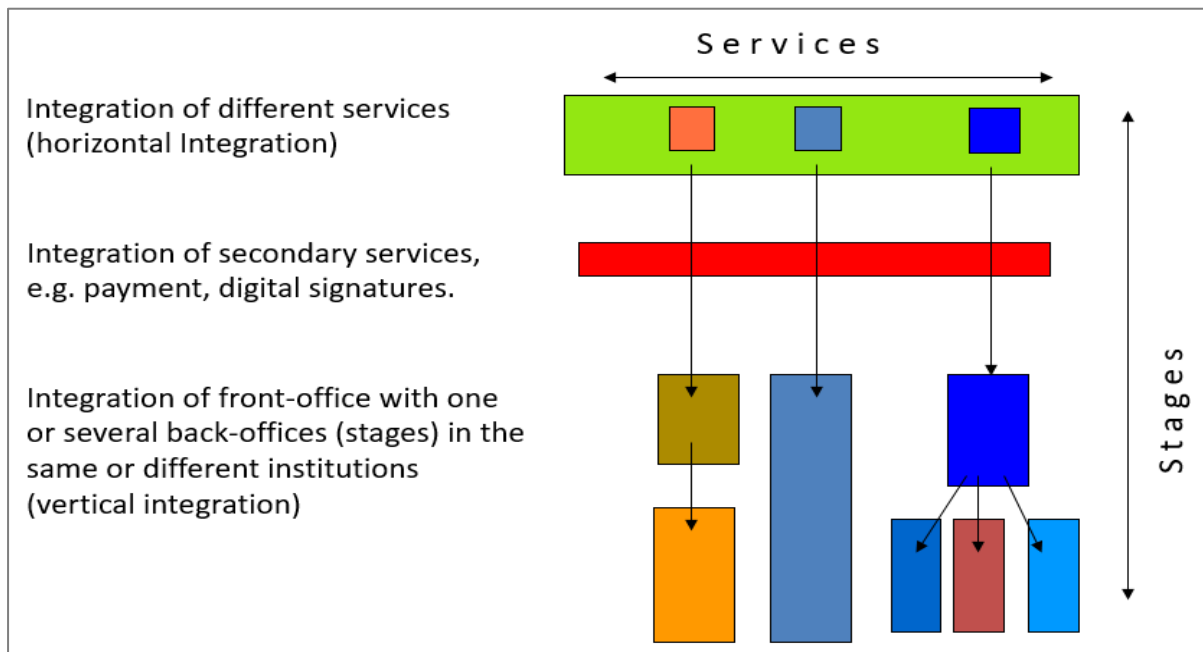 Services
Integration of different services
(horizontal Integration)
Integration of secondary services,
e.g. payment, digital signatures.
Integration of front-office with one
or several back-offices (stages) in the
same or different institutions
(vertical integration)
Stages